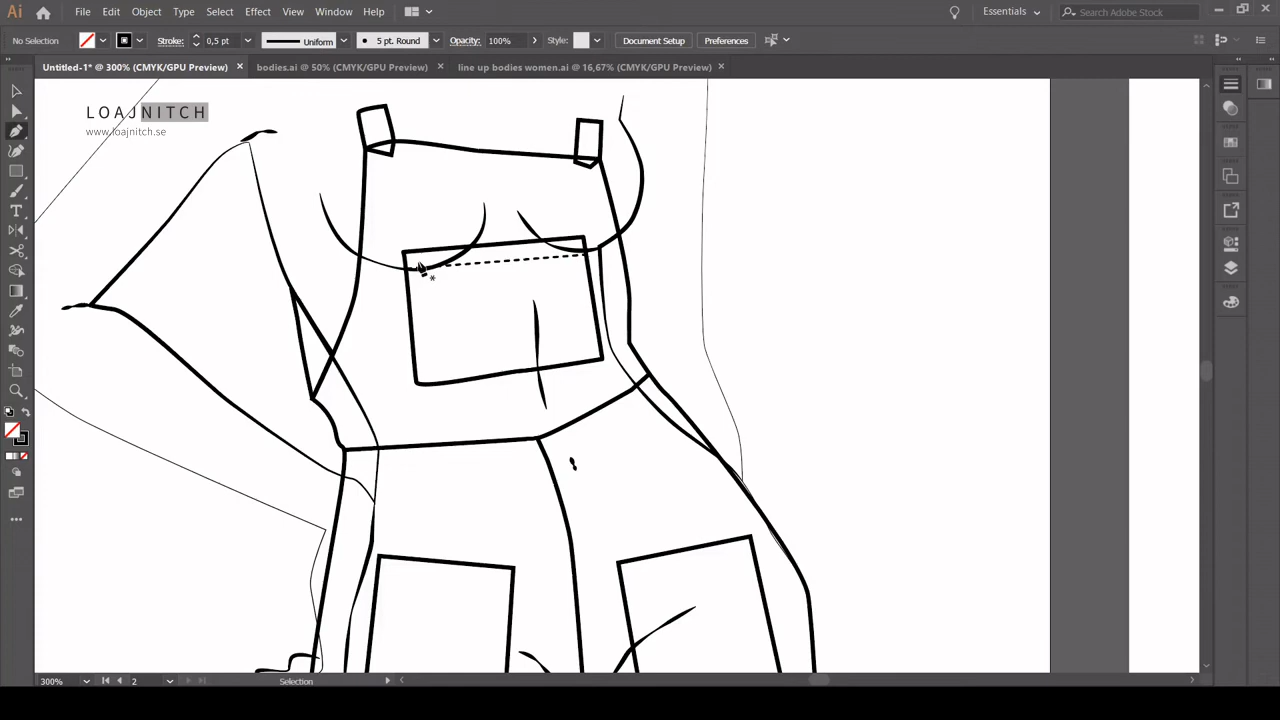 Ai File Edit Object Type Select Effect View Window Help Essentials Search Adobe Stock
No Selection Stroke: 0,5 pt Uniform 5 pt. Round Opacity: 100% Style: Document Setup Preferences
Untitled-1* @ 300% (CMYK/GPU Preview) × bodies.ai @ 50% (CMYK/GPU Preview) × line up bodies women.ai @ 16,67% (CMYK/GPU Preview) ×
LOAJNITCH
www.loajnitch.se
300% 2 Selection